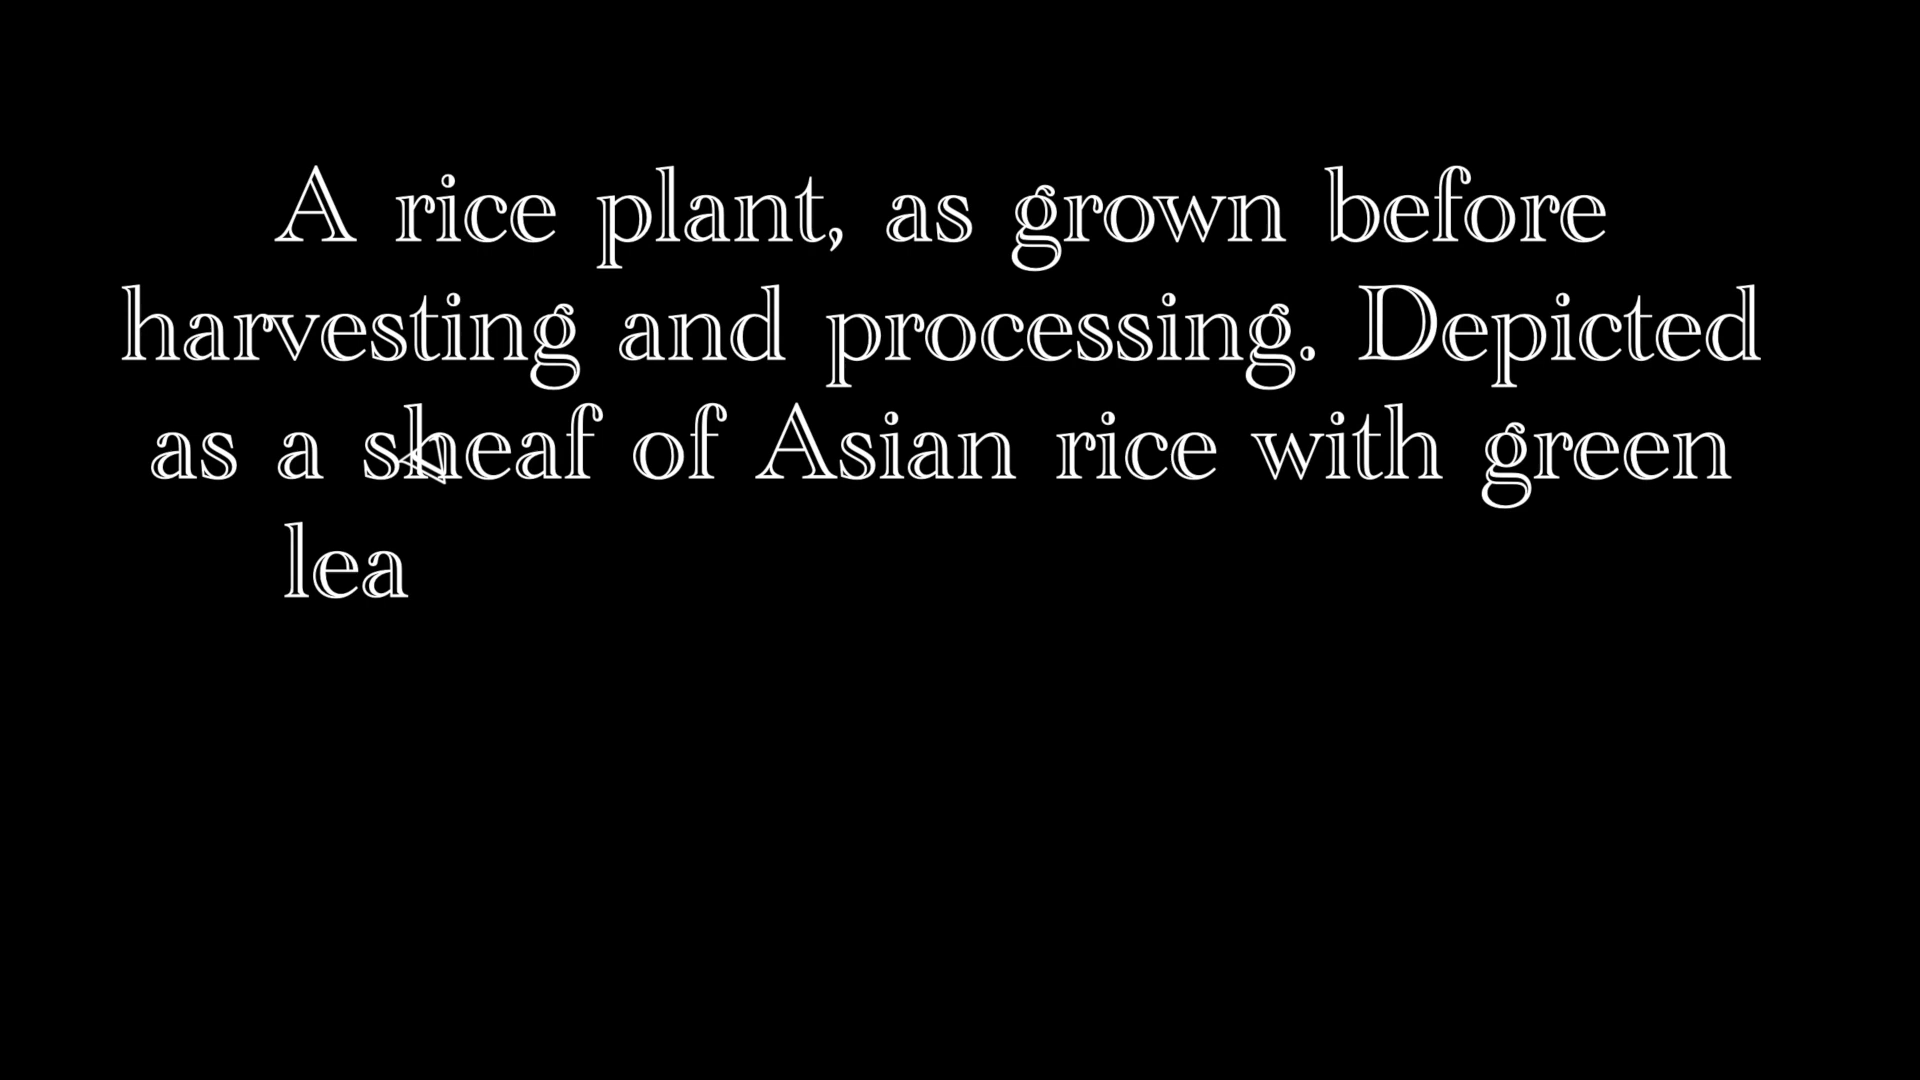 A rice plant, as grown before
harvesting and processing. Depicted
as a sheaf of Asian rice with green
lea